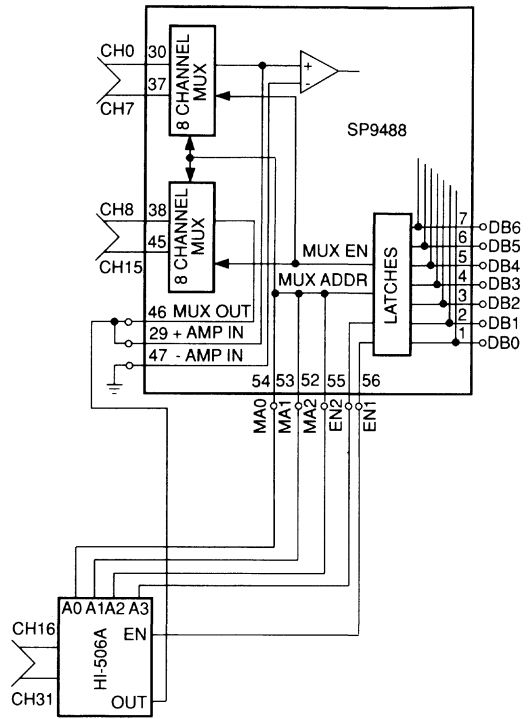 CH0 30
37
CH7
8 CHANNEL
MUX
+
-
SP9488
CH8 38
45
CH15
8 CHANNEL
MUX
MUX EN
MUX ADDR
LATCHES
7 DB6
6 DB5
5 DB4
4 DB3
3 DB2
2 DB1
1 DB0
46 MUX OUT
29 + AMP IN
47 - AMP IN
54 53 52 55 56
MA0
MA1
MA2
EN2
EN1
A0 A1 A2 A3
CH16
EN
HI-506A
CH31
OUT